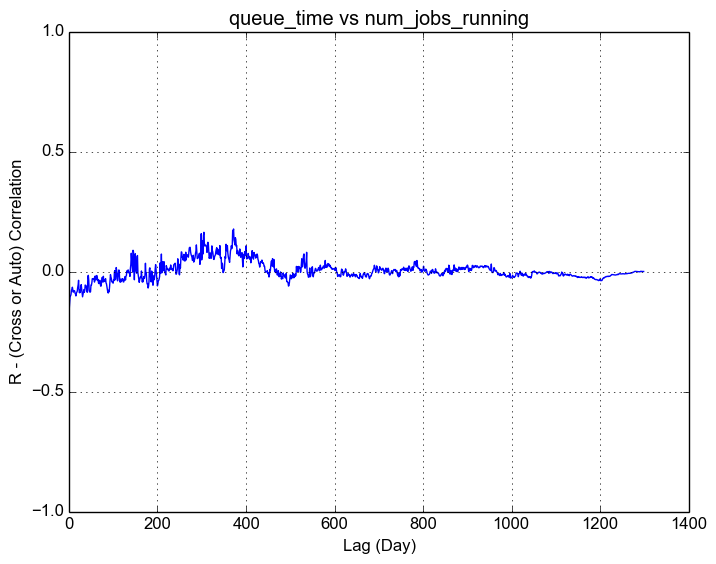 queue_time vs num_jobs_running
1.0
0.5
0.0
−0.5
−1.0
R - (Cross or Auto) Correlation
0 200 400 600 800 1000 1200 1400
Lag (Day)